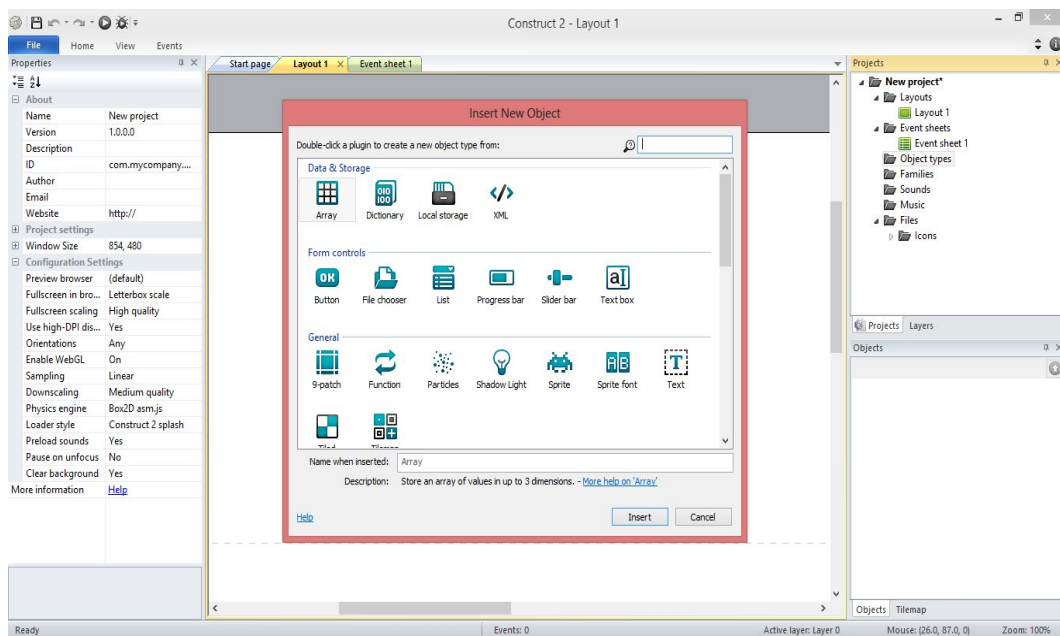 Construct 2 - Layout 1
File Home View Events
Properties
About
Name New project
Version 1.0.0.0
Description
ID com.mycompany....
Author
Email
Website http://
Project settings
Window Size 854, 480
Configuration Settings
Preview browser (default)
Fullscreen in bro... Letterbox scale
Fullscreen scaling High quality
Use high-DPI dis... Yes
Orientations Any
Enable WebGL On
Sampling Linear
Downscaling Medium quality
Physics engine Box2D asm.js
Loader style Construct 2 splash
Preload sounds Yes
Pause on unfocus No
Clear background Yes
More information Help
Start page Layout 1 Event sheet 1
Insert New Object
Double-click a plugin to create a new object type from:
Data & Storage
Array Dictionary Local storage XML
Form controls
OK aI
Button File chooser List Progress bar Slider bar Text box
General
AB T
9-patch Function Particles Shadow Light Sprite Sprite font Text
Tiled Tilemap
Name when inserted: Array
Description: Store an array of values in up to 3 dimensions. - More help on 'Array'
Help Insert Cancel
Projects
New project*
Layouts
Layout 1
Event sheets
Event sheet 1
Object types
Families
Sounds
Music
Files
Icons
Projects Layers
Objects
Objects Tilemap
Ready Events: 0 Active layer: Layer 0 Mouse: (26.0, 87.0, 0) Zoom: 100%